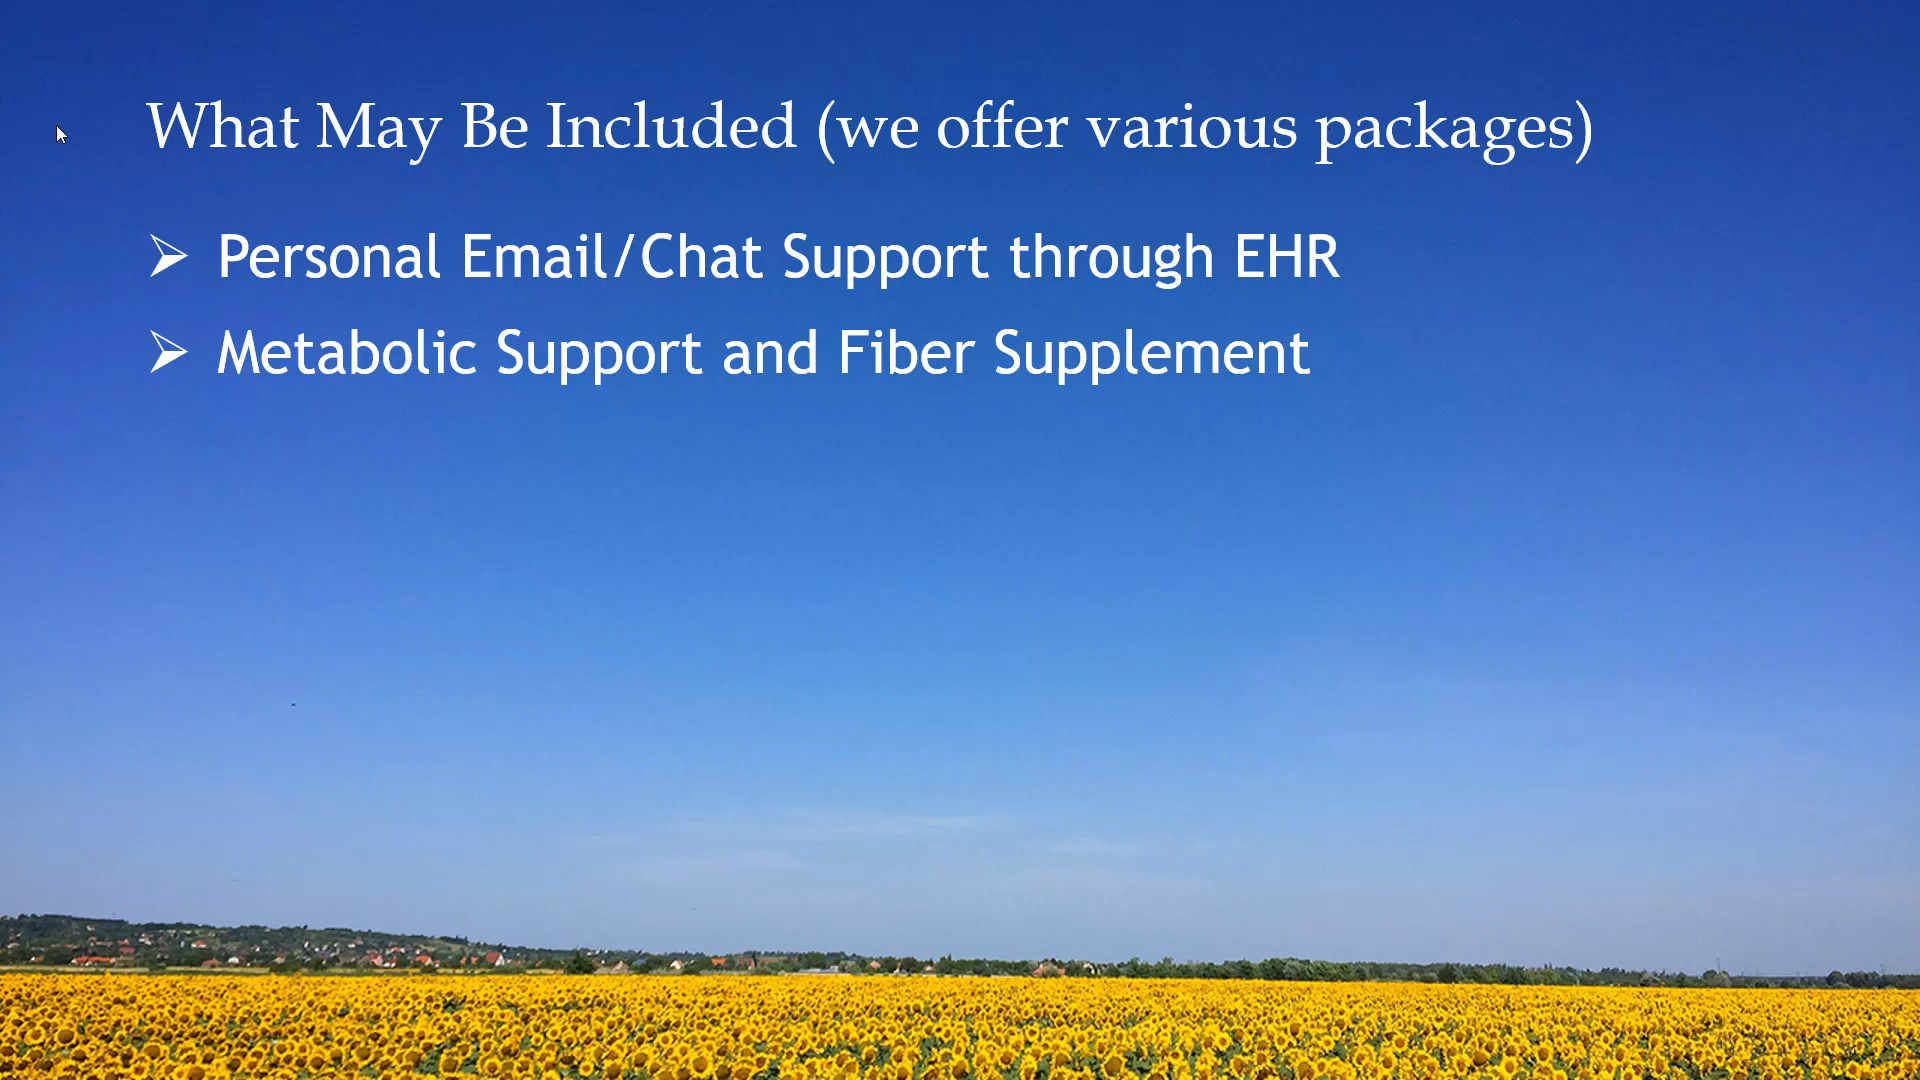 What May Be Included (we offer various packages)
➢ Personal Email/Chat Support through EHR
➢ Metabolic Support and Fiber Supplement